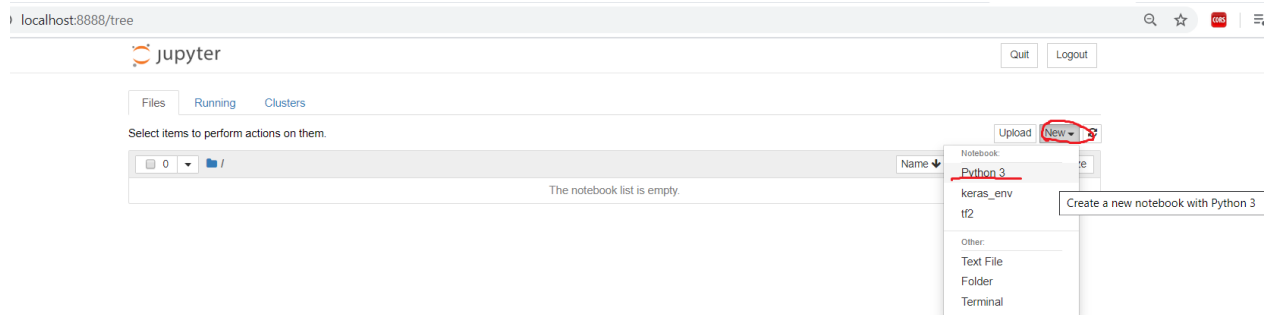 localhost:8888/tree
CORS
jupyter
Quit Logout
Files Running Clusters
Select items to perform actions on them.
Upload New
0 /
Name
The notebook list is empty.
Notebook:
Python 3
Create a new notebook with Python 3
keras_env
tf2
Other:
Text File
Folder
Terminal